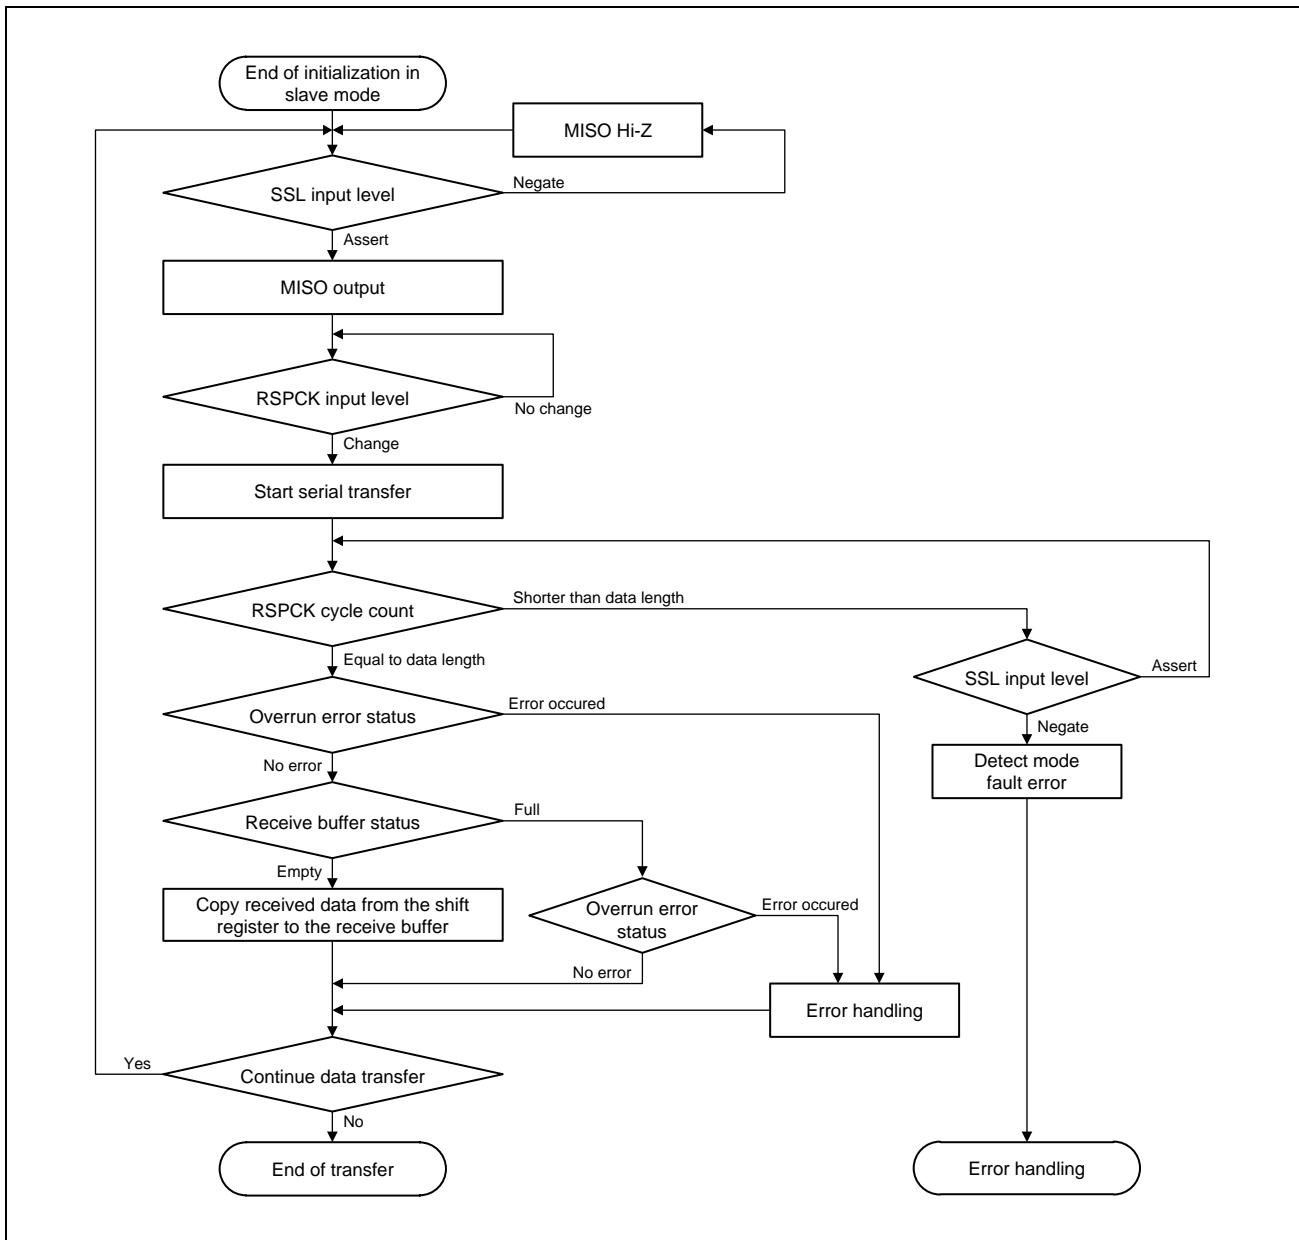 End of initialization in
slave mode
MISO Hi-Z
SSL input level
Negate
Assert
MISO output
RSPCK input level
No change
Change
Start serial transfer
RSPCK cycle count
Shorter than data length
Equal to data length
SSL input level
Assert
Negate
Overrun error status
Error occured
No error
Detect mode
fault error
Receive buffer status
Full
Empty
Copy received data from the shift
register to the receive buffer
Overrun error
status
Error occured
No error
Error handling
Yes
Continue data transfer
No
End of transfer
Error handling